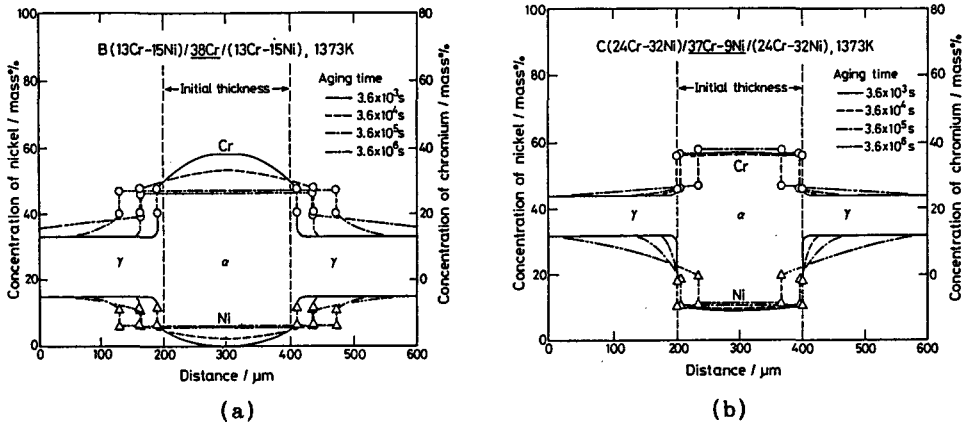 B(13Cr-15Ni)/38Cr/(13Cr-15Ni), 1373K
Aging time
3.6x10³s
3.6x10⁴s
3.6x10⁵s
3.6x10⁶s
Initial thickness
Cr
γ
α
γ
Ni
100
80
60
40
20
0
80
60
40
20
0
0
100
200
300
400
500
600
Concentration of nickel / mass%
Concentration of chromium / mass%
Distance / μm
(a)
C(24Cr-32Ni)/37Cr-9Ni/(24Cr-32Ni), 1373K
Aging time
3.6x10³s
3.6x10⁴s
3.6x10⁵s
3.6x10⁶s
Initial thickness
Cr
γ
α
γ
Ni
100
80
60
40
20
0
80
60
40
20
0
0
100
200
300
400
500
600
Concentration of nickel / mass%
Concentration of chromium / mass%
Distance / μm
(b)